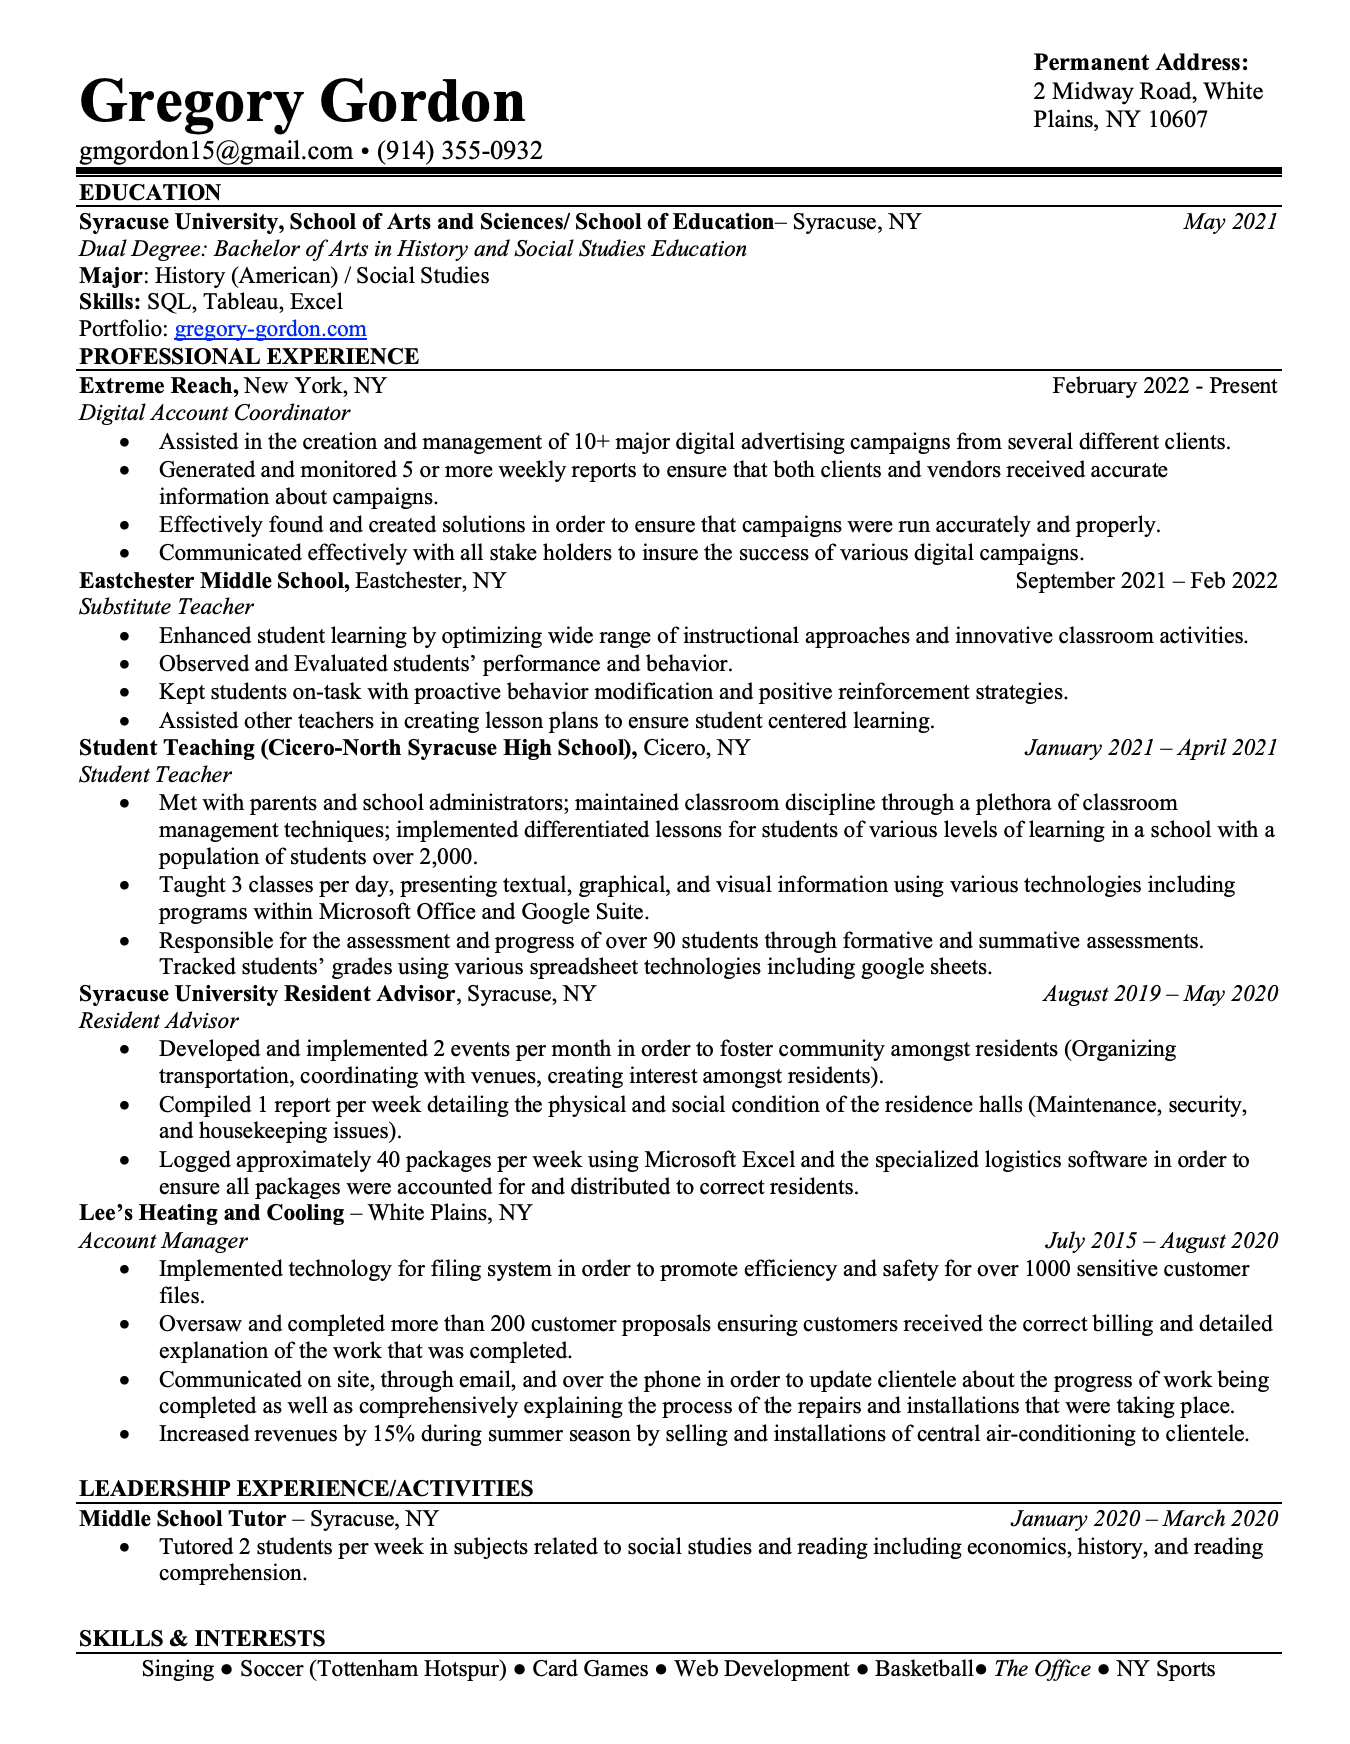 Permanent Address:
Gregory Gordon
2 Midway Road, White
Plains, NY 10607
gmgordon15@gmail.com • (914) 355-0932
EDUCATION
Syracuse University, School of Arts and Sciences/ School of Education– Syracuse, NY May 2021
Dual Degree: Bachelor of Arts in History and Social Studies Education
Major: History (American) / Social Studies
Skills: SQL, Tableau, Excel
Portfolio: gregory-gordon.com
PROFESSIONAL EXPERIENCE
Extreme Reach, New York, NY February 2022 - Present
Digital Account Coordinator
• Assisted in the creation and management of 10+ major digital advertising campaigns from several different clients.
• Generated and monitored 5 or more weekly reports to ensure that both clients and vendors received accurate
information about campaigns.
• Effectively found and created solutions in order to ensure that campaigns were run accurately and properly.
• Communicated effectively with all stake holders to insure the success of various digital campaigns.
Eastchester Middle School, Eastchester, NY September 2021 – Feb 2022
Substitute Teacher
• Enhanced student learning by optimizing wide range of instructional approaches and innovative classroom activities.
• Observed and Evaluated students’ performance and behavior.
• Kept students on-task with proactive behavior modification and positive reinforcement strategies.
• Assisted other teachers in creating lesson plans to ensure student centered learning.
Student Teaching (Cicero-North Syracuse High School), Cicero, NY January 2021 – April 2021
Student Teacher
• Met with parents and school administrators; maintained classroom discipline through a plethora of classroom
management techniques; implemented differentiated lessons for students of various levels of learning in a school with a
population of students over 2,000.
• Taught 3 classes per day, presenting textual, graphical, and visual information using various technologies including
programs within Microsoft Office and Google Suite.
• Responsible for the assessment and progress of over 90 students through formative and summative assessments.
Tracked students’ grades using various spreadsheet technologies including google sheets.
Syracuse University Resident Advisor, Syracuse, NY August 2019 – May 2020
Resident Advisor
• Developed and implemented 2 events per month in order to foster community amongst residents (Organizing
transportation, coordinating with venues, creating interest amongst residents).
• Compiled 1 report per week detailing the physical and social condition of the residence halls (Maintenance, security,
and housekeeping issues).
• Logged approximately 40 packages per week using Microsoft Excel and the specialized logistics software in order to
ensure all packages were accounted for and distributed to correct residents.
Lee’s Heating and Cooling – White Plains, NY
Account Manager July 2015 – August 2020
• Implemented technology for filing system in order to promote efficiency and safety for over 1000 sensitive customer
files.
• Oversaw and completed more than 200 customer proposals ensuring customers received the correct billing and detailed
explanation of the work that was completed.
• Communicated on site, through email, and over the phone in order to update clientele about the progress of work being
completed as well as comprehensively explaining the process of the repairs and installations that were taking place.
• Increased revenues by 15% during summer season by selling and installations of central air-conditioning to clientele.
LEADERSHIP EXPERIENCE/ACTIVITIES
Middle School Tutor – Syracuse, NY January 2020 – March 2020
• Tutored 2 students per week in subjects related to social studies and reading including economics, history, and reading
comprehension.
SKILLS & INTERESTS
Singing ● Soccer (Tottenham Hotspur) ● Card Games ● Web Development ● Basketball● The Office ● NY Sports